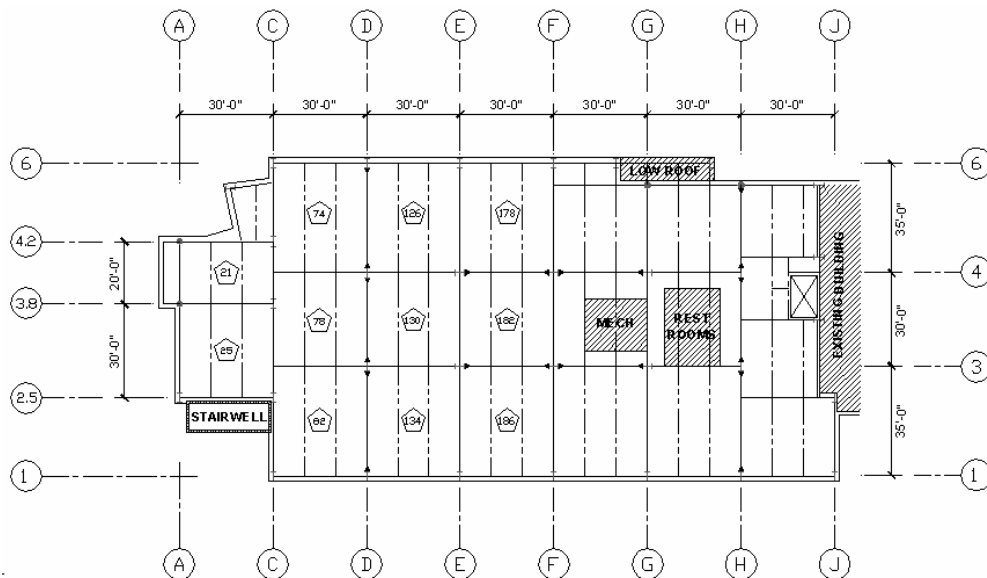 A C D E F G H J
30'-0" 30'-0" 30'-0" 30'-0" 30'-0" 30'-0" 30'-0"
6 6
LOW ROOF
74 126 178
35'-0"
4.2
21
20'-0"
4
EXISTING BUILDING
3.8
78 130 182
MECH
REST
ROOMS
30'-0"
25
30'-0"
3
2.5
STAIRWELL
82 134 186
35'-0"
1 1
A C D E F G H J